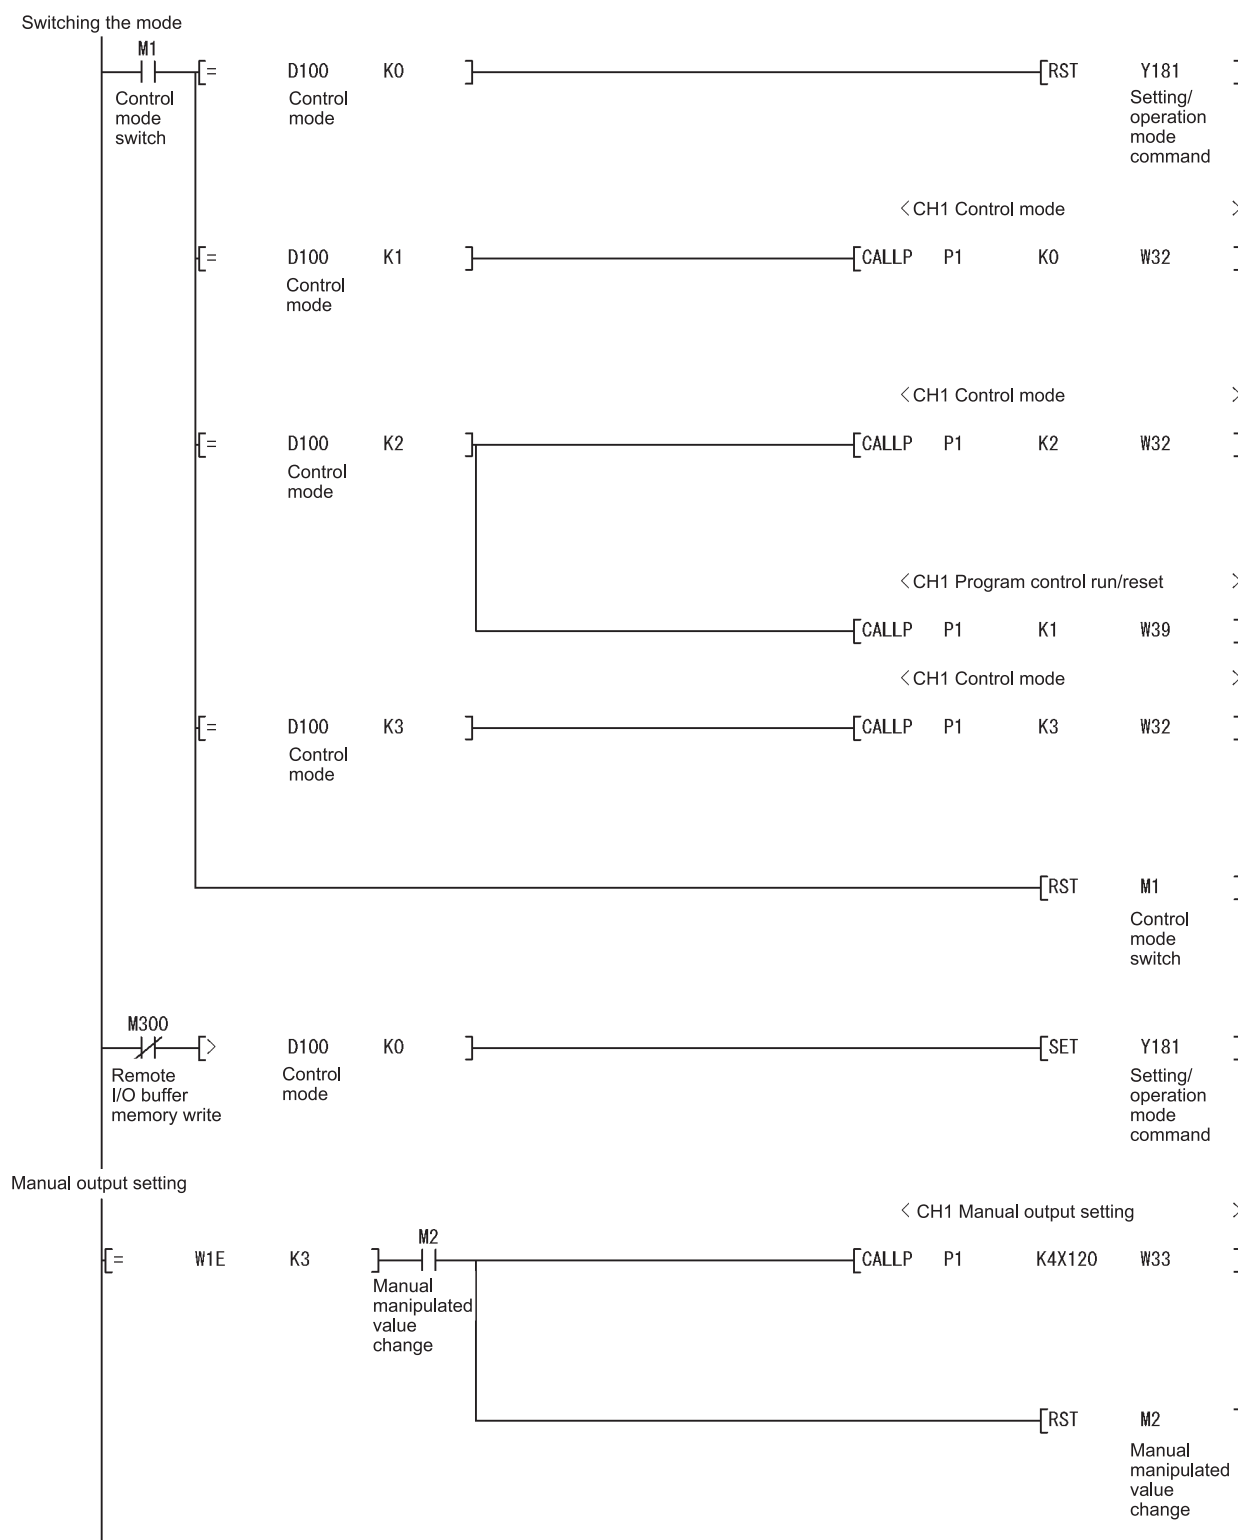 Switching the mode
M1
[= D100 K0 ] [RST Y181 ]
Control
mode
switch
Control
mode
Setting/
operation
mode
command
<CH1 Control mode >
[= D100 K1 ] [CALLP P1 K0 W32 ]
Control
mode
<CH1 Control mode >
[= D100 K2 ] [CALLP P1 K2 W32 ]
Control
mode
<CH1 Program control run/reset >
[CALLP P1 K1 W39 ]
<CH1 Control mode >
[= D100 K3 ] [CALLP P1 K3 W32 ]
Control
mode
[RST M1 ]
Control
mode
switch
M300
[> D100 K0 ] [SET Y181 ]
Remote
I/O buffer
memory write
Control
mode
Setting/
operation
mode
command
Manual output setting
< CH1 Manual output setting >
M2
[= W1E K3 ] [CALLP P1 K4X120 W33 ]
Manual
manipulated
value
change
[RST M2 ]
Manual
manipulated
value
change